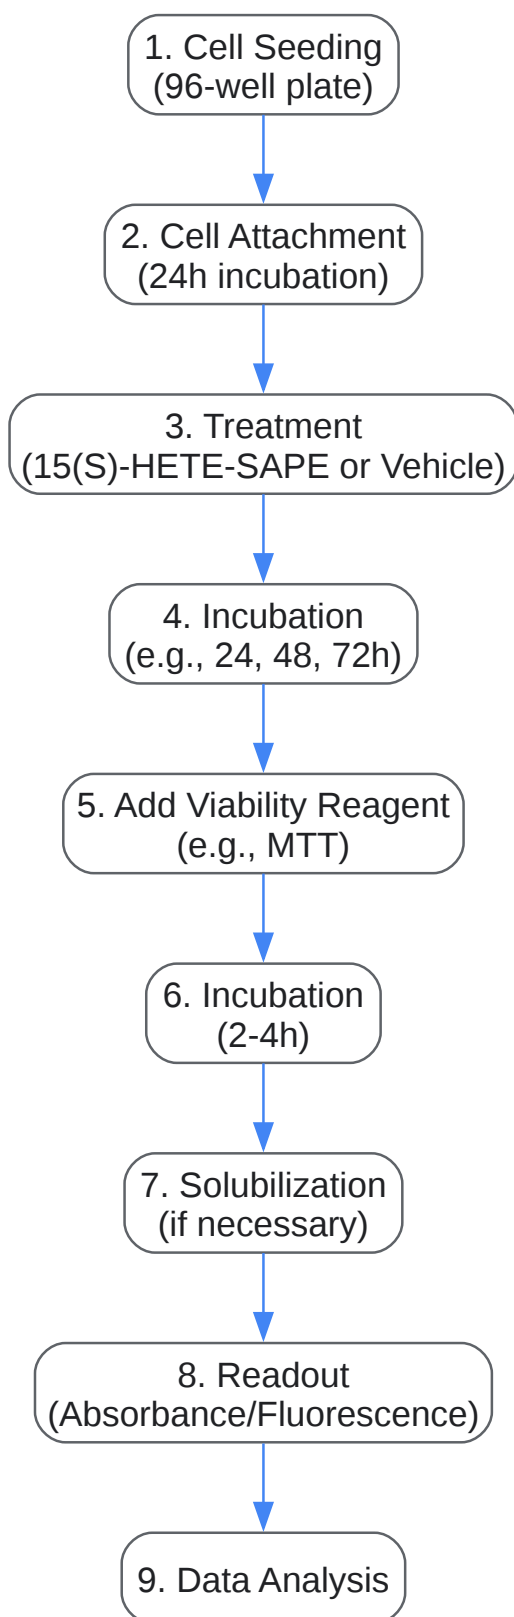 1. Cell Seeding
(96-well plate)
2. Cell Attachment
(24h incubation)
3. Treatment
(15(S)-HETE-SAPE or Vehicle)
4. Incubation
(e.g., 24, 48, 72h)
5. Add Viability Reagent
(e.g., MTT)
6. Incubation
(2-4h)
7. Solubilization
(if necessary)
8. Readout
(Absorbance/Fluorescence)
9. Data Analysis